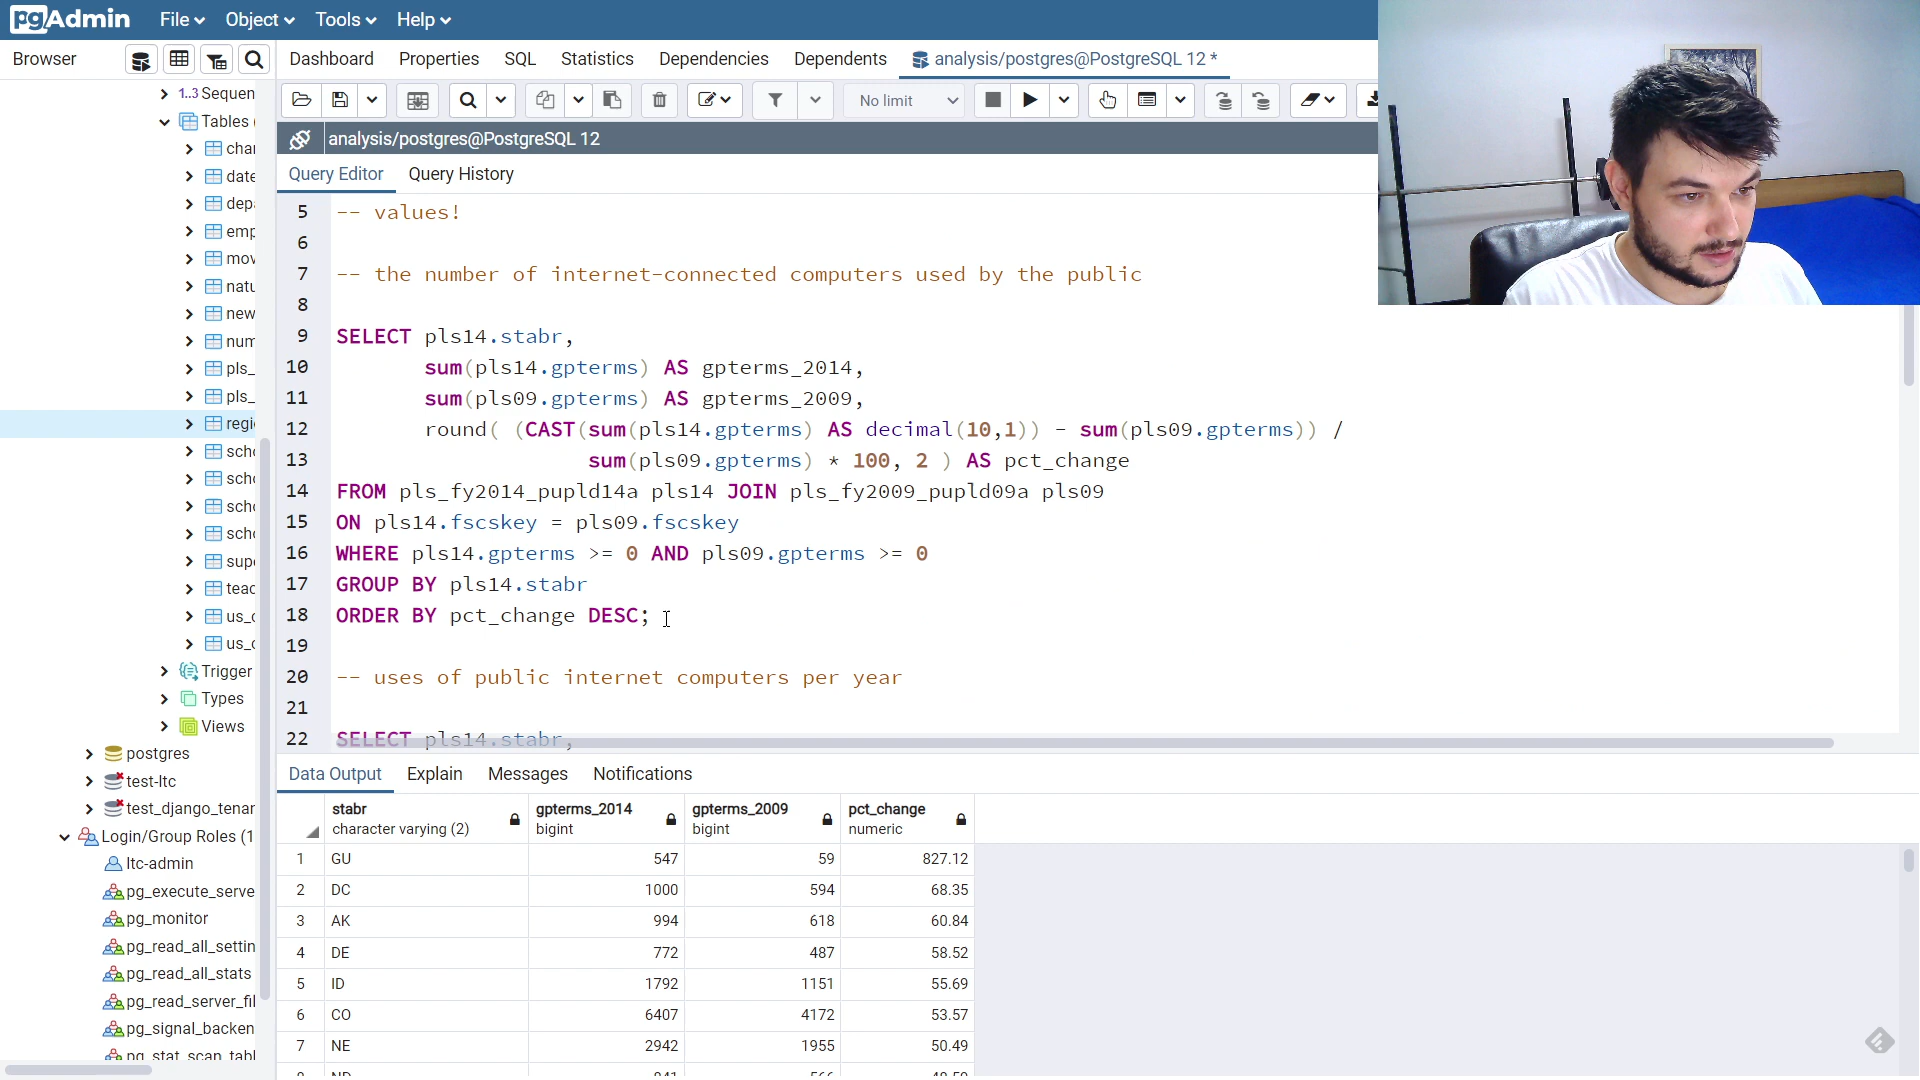 pgAdmin File Object Tools Help
Browser Dashboard Properties SQL Statistics Dependencies Dependents analysis/postgres@PostgreSQL 12 *
No limit
analysis/postgres@PostgreSQL 12
Query Editor Query History
1..3 Sequen
Tables (
char
date
depa
emp
mov
natu
new
num
pls_
pls_
regi
scho
scho
scho
scho
supe
teac
us_c
us_c
Trigger
Types
Views
postgres
test-ltc
test_django_tenan
Login/Group Roles (1
ltc-admin
pg_execute_serve
pg_monitor
pg_read_all_settin
pg_read_all_stats
pg_read_server_fil
pg_signal_backen
pg_stat_scan_tabl
5 -- values!
6
7 -- the number of internet-connected computers used by the public
8
9 SELECT pls14.stabr,
10 sum(pls14.gpterms) AS gpterms_2014,
11 sum(pls09.gpterms) AS gpterms_2009,
12 round( (CAST(sum(pls14.gpterms) AS decimal(10,1)) - sum(pls09.gpterms)) /
13 sum(pls09.gpterms) * 100, 2 ) AS pct_change
14 FROM pls_fy2014_pupld14a pls14 JOIN pls_fy2009_pupld09a pls09
15 ON pls14.fscskey = pls09.fscskey
16 WHERE pls14.gpterms >= 0 AND pls09.gpterms >= 0
17 GROUP BY pls14.stabr
18 ORDER BY pct_change DESC;
19
20 -- uses of public internet computers per year
21
22 SELECT pls14.stabr,
Data Output Explain Messages Notifications
stabr gpterms_2014 gpterms_2009 pct_change
character varying (2) bigint bigint numeric
1 GU 547 59 827.12
2 DC 1000 594 68.35
3 AK 994 618 60.84
4 DE 772 487 58.52
5 ID 1792 1151 55.69
6 CO 6407 4172 53.57
7 NE 2942 1955 50.49